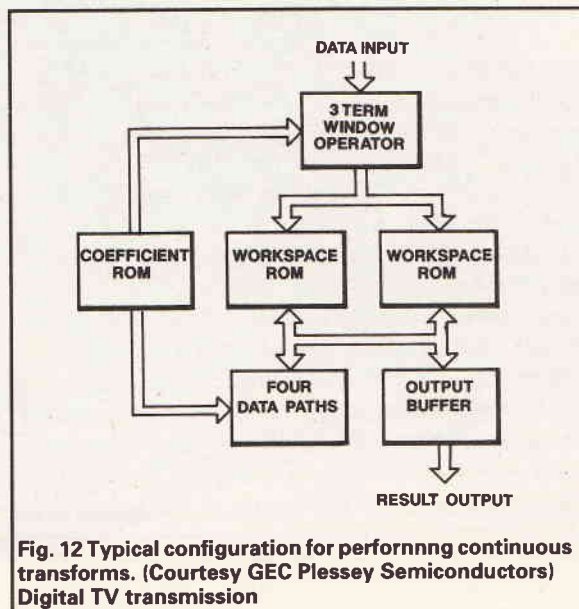 DATA INPUT
3 TERM
WINDOW
OPERATOR
COEFFICIENT
ROM
WORKSPACE
ROM
WORKSPACE
ROM
FOUR
DATA PATHS
OUTPUT
BUFFER
RESULT OUTPUT
Fig. 12 Typical configuration for perfornnng continuous
transforms. (Courtesy GEC Plessey Semiconductors)
Digital TV transmission